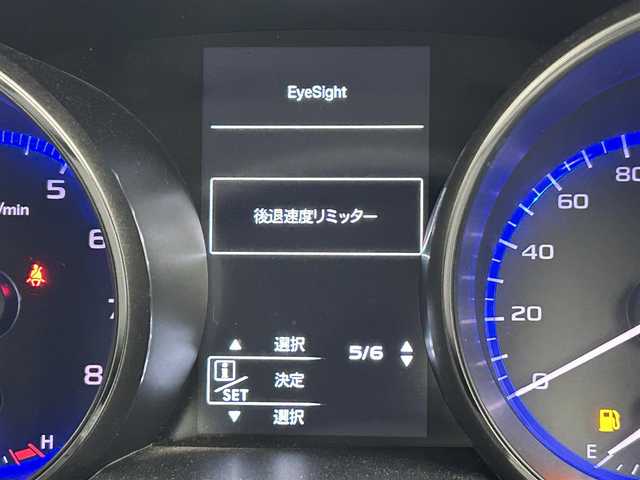 EyeSight
後退速度リミッター
▲ 選択
5/6
i/SET 決定
▼ 選択
5
/min
6
7
8
H
80
60
40
20
0
E